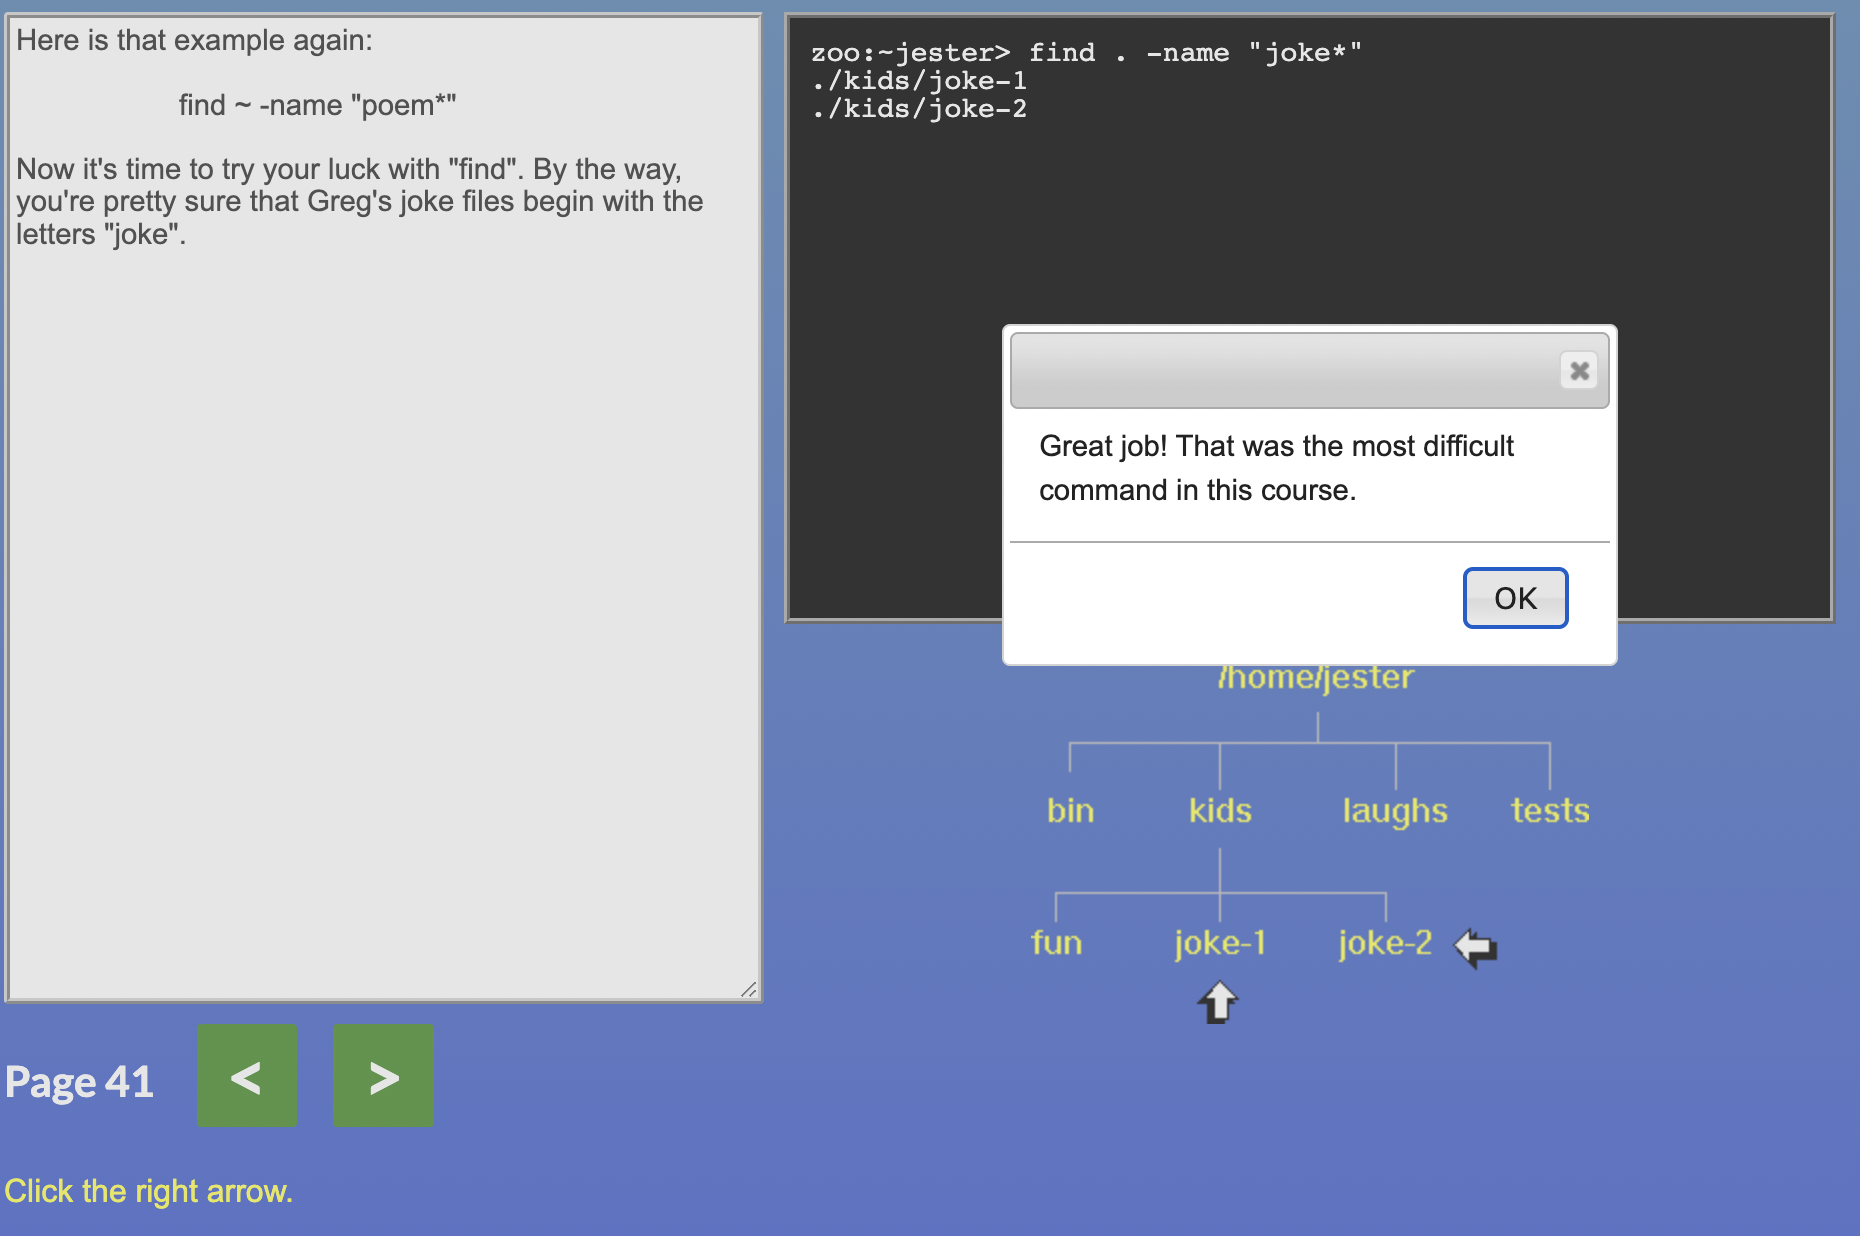 Here is that example again:
find ~ -name "poem*"
Now it's time to try your luck with "find". By the way,
you're pretty sure that Greg's joke files begin with the
letters "joke".
zoo:~jester> find . -name "joke*"
./kids/joke-1
./kids/joke-2
Great job! That was the most difficult
command in this course.
OK
/home/jester
bin kids laughs tests
fun joke-1 joke-2
Page 41 < >
Click the right arrow.